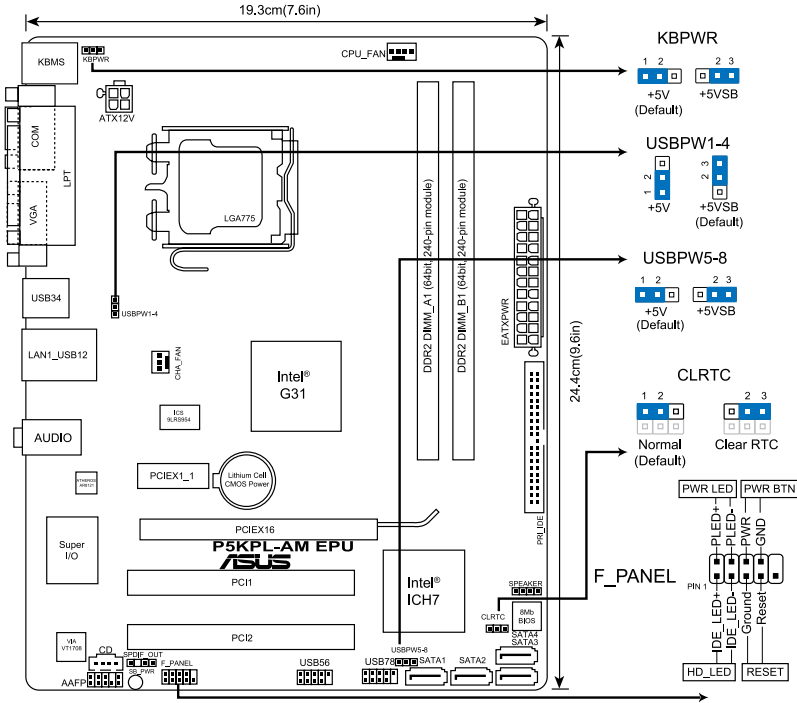 19.3cm(7.6in)
KBMS
KBPWR
CPU_FAN
ATX12V
COM
LPT
VGA
LGA775
DDR2 DIMM_A1 (64bit, 240-pin module)
DDR2 DIMM_B1 (64bit, 240-pin module)
EATXPWR
24.4cm(9.6in)
USB34
USBPW1-4
LAN1_USB12
CHA_FAN
Intel®
G31
ICS
9LRS954
AUDIO
PCIEX1_1
Lithium Cell
CMOS Power
ATHEROS
AR8121
PCIEX16
PRI_IDE
Super
I/O
P5KPL-AM EPU
ASUS
PCI1
Intel®
ICH7
SPEAKER
8Mb
BIOS
CLRTC
PCI2
VIA
VT1708
CD
SPDIF_OUT
SB_PWR
F_PANEL
AAFP
USB56
USB78
USBPW5-8
SATA4
SATA3
SATA1
SATA2
KBPWR
1 2
2 3
+5V
(Default)
+5VSB
USBPW1-4
2
1
3
2
+5V
+5VSB
(Default)
USBPW5-8
1 2
2 3
+5V
(Default)
+5VSB
CLRTC
1 2
2 3
Normal
(Default)
Clear RTC
F_PANEL
PWR LED
PWR BTN
PLED+
PLED-
PWR
GND
PIN 1
IDE_LED+
IDE_LED-
Ground
Reset
HD_LED
RESET